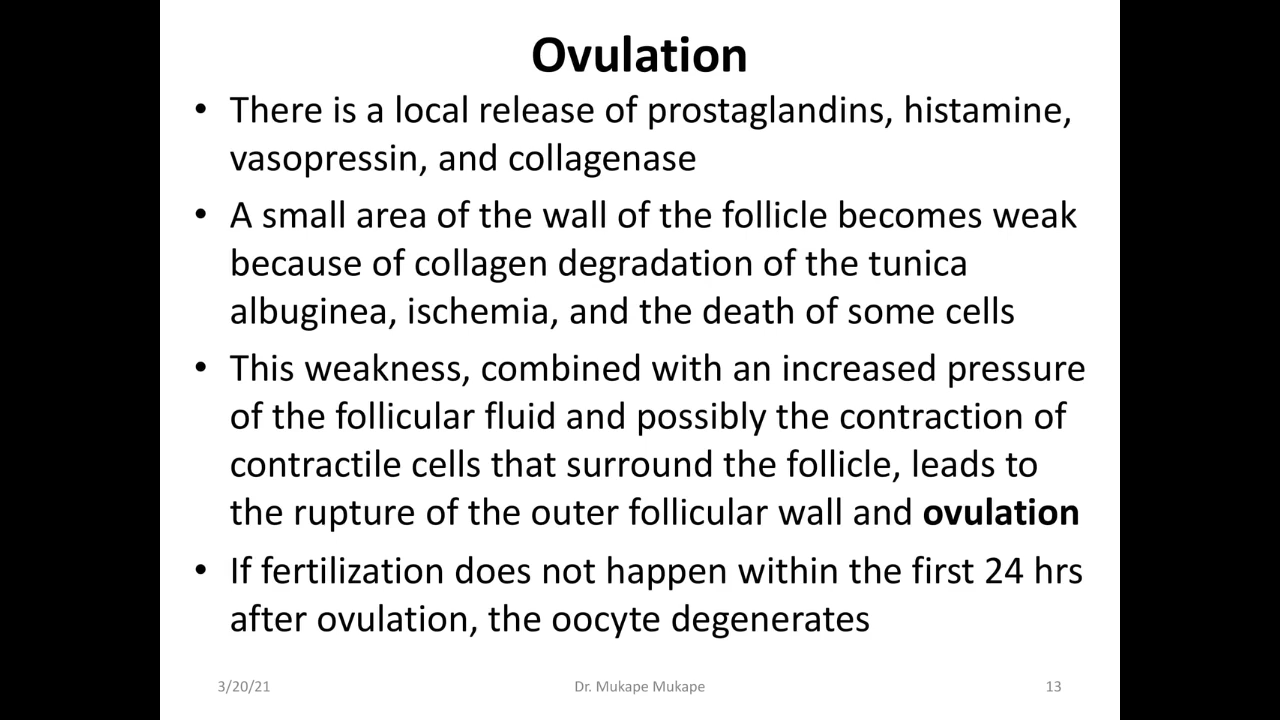 Ovulation
• There is a local release of prostaglandins, histamine,
vasopressin, and collagenase
• A small area of the wall of the follicle becomes weak
because of collagen degradation of the tunica
albuginea, ischemia, and the death of some cells
• This weakness, combined with an increased pressure
of the follicular fluid and possibly the contraction of
contractile cells that surround the follicle, leads to
the rupture of the outer follicular wall and ovulation
• If fertilization does not happen within the first 24 hrs
after ovulation, the oocyte degenerates
3/20/21
Dr. Mukape Mukape
13